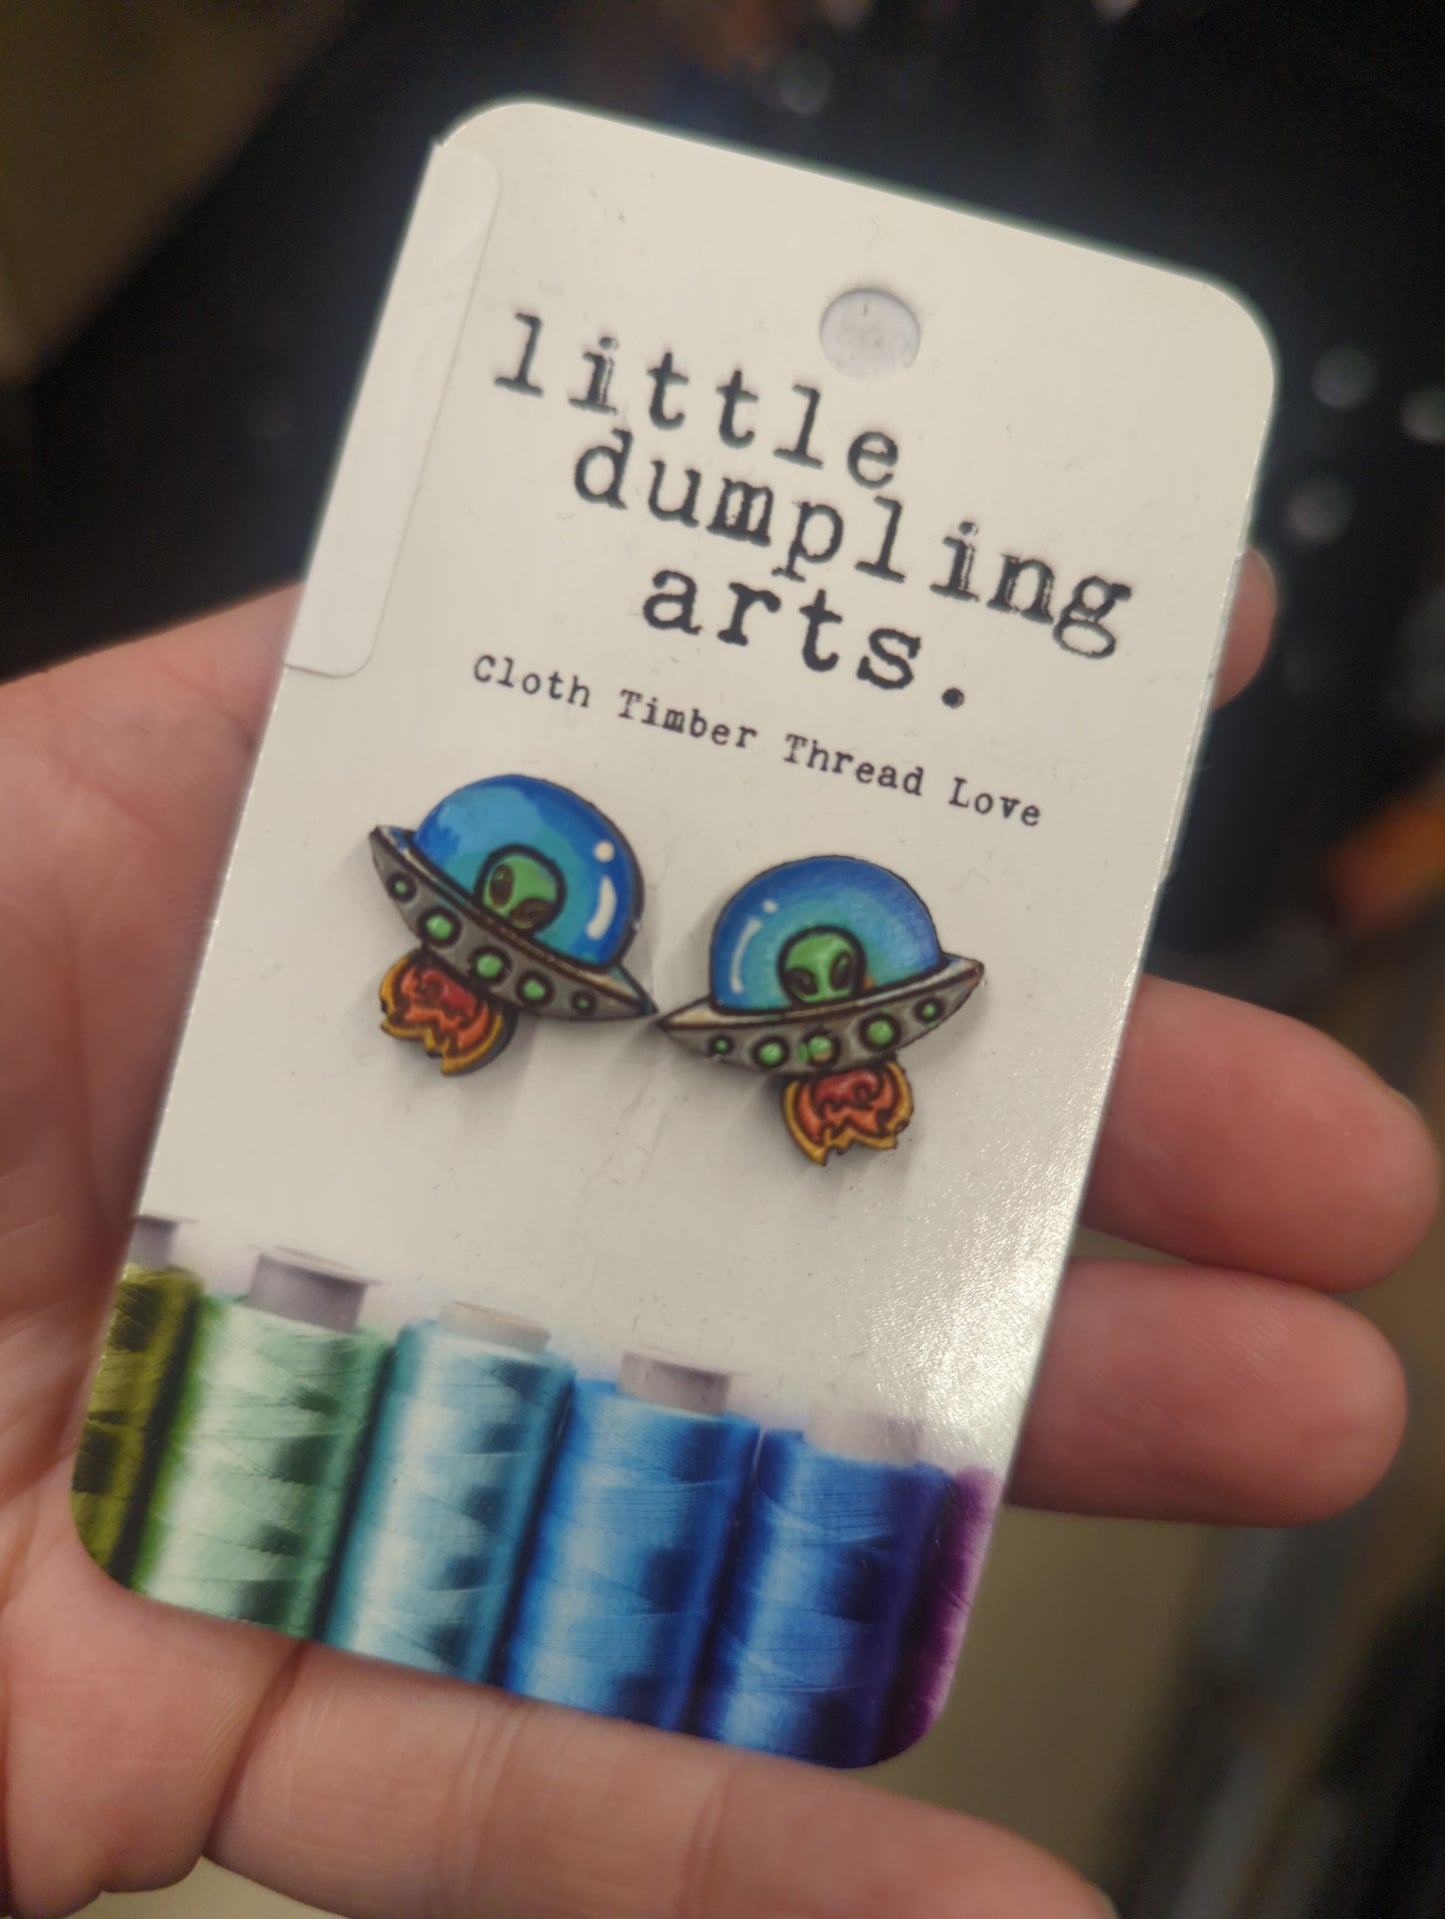 little
dumpling
arts.
Cloth Timber Thread Love